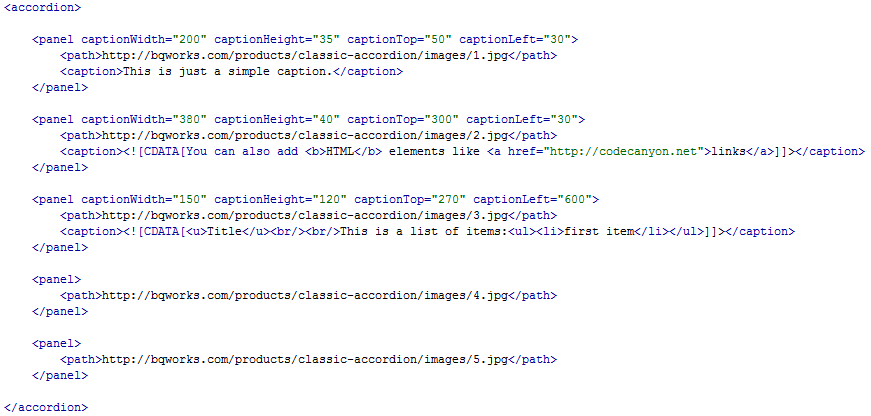 <accordion>
<panel captionWidth="200" captionHeight="35" captionTop="50" captionLeft="30">
<path>http://bqworks.com/products/classic-accordion/images/1.jpg</path>
<caption>This is just a simple caption.</caption>
</panel>
<panel captionWidth="380" captionHeight="40" captionTop="300" captionLeft="30">
<path>http://bqworks.com/products/classic-accordion/images/2.jpg</path>
<caption><![CDATA[You can also add <b>HTML</b> elements like <a href="http://codecanyon.net">links</a>]]></caption>
</panel>
<panel captionWidth="150" captionHeight="120" captionTop="270" captionLeft="600">
<path>http://bqworks.com/products/classic-accordion/images/3.jpg</path>
<caption><![CDATA[<u>Title</u><br/><br/>This is a list of items:<ul><li>first item</li></ul>]]></caption>
</panel>
<panel>
<path>http://bqworks.com/products/classic-accordion/images/4.jpg</path>
</panel>
<panel>
<path>http://bqworks.com/products/classic-accordion/images/5.jpg</path>
</panel>
</accordion>